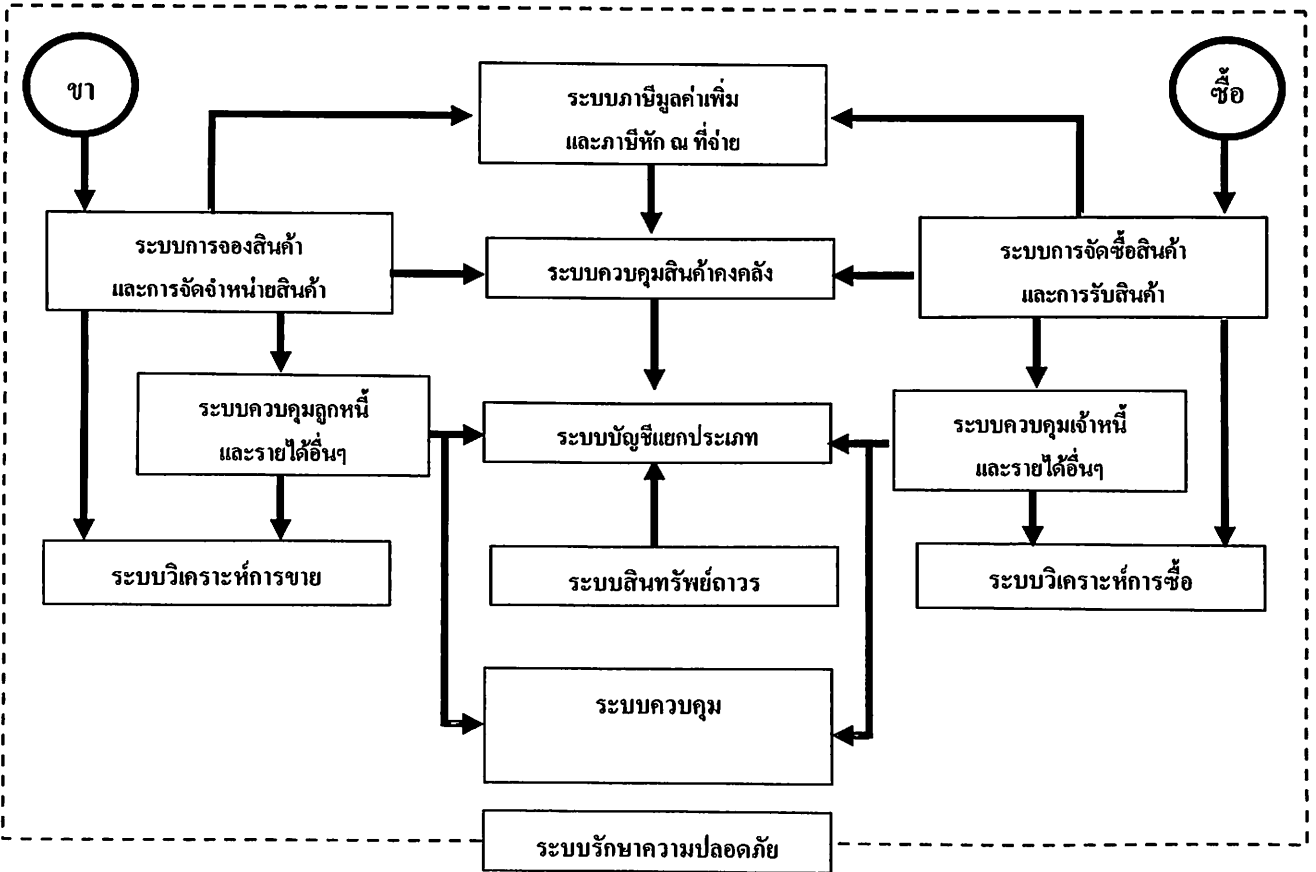 ขา
ซื้อ
ระบบภาษีมูลค่าเพิ่ม
และภาษีหัก ณ ที่จ่าย
ระบบการจองสินค้า
และการจัดจำหน่ายสินค้า
ระบบควบคุมสินค้าคงคลัง
ระบบการจัดซื้อสินค้า
และการรับสินค้า
ระบบควบคุมลูกหนี้
และรายได้อื่นๆ
ระบบบัญชีแยกประเภท
ระบบควบคุมเจ้าหนี้
และรายได้อื่นๆ
ระบบวิเคราะห์การขาย
ระบบสินทรัพย์ถาวร
ระบบวิเคราะห์การซื้อ
ระบบควบคุม
ระบบรักษาความปลอดภัย